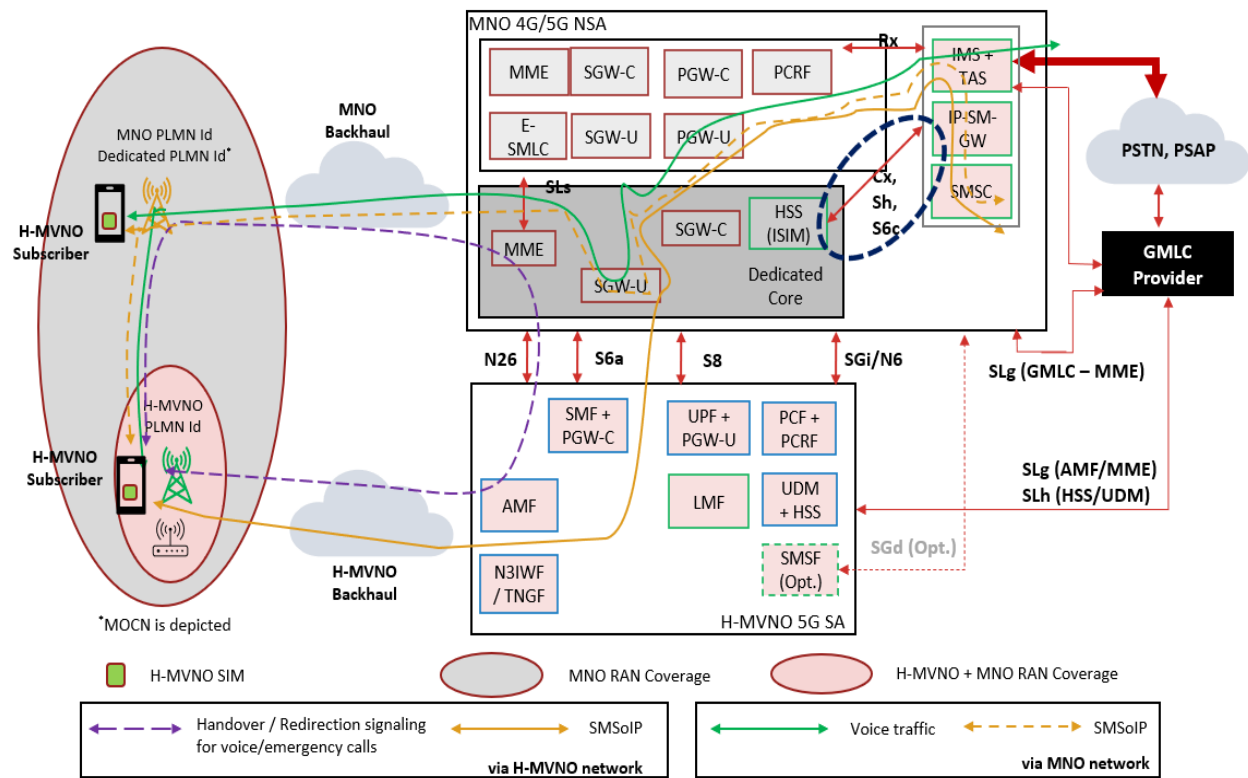 MNO 4G/5G NSA
MME
SGW-C
PGW-C
PCRF
Rx
IMS +
TAS
E-
SMLC
SGW-U
PGW-U
IP-SM-
GW
SMSC
PSTN, PSAP
MNO
Backhaul
MNO PLMN Id
Dedicated PLMN Id*
H-MVNO
Subscriber
SLs
MME
SGW-U
SGW-C
HSS
(ISIM)
Dedicated
Core
Cx,
Sh,
S6c
GMLC
Provider
N26
S6a
S8
SGi/N6
SLg (GMLC – MME)
H-MVNO
PLMN Id
H-MVNO
Subscriber
SMF +
PGW-C
UPF +
PGW-U
PCF +
PCRF
AMF
LMF
UDM
+ HSS
SLg (AMF/MME)
SLh (HSS/UDM)
N3IWF
/ TNGF
SMSF
(Opt.)
SGd (Opt.)
H-MVNO
Backhaul
H-MVNO 5G SA
*MOCN is depicted
H-MVNO SIM
MNO RAN Coverage
H-MVNO + MNO RAN Coverage
Handover / Redirection signaling
for voice/emergency calls
SMSoIP
via H-MVNO network
Voice traffic
SMSoIP
via MNO network